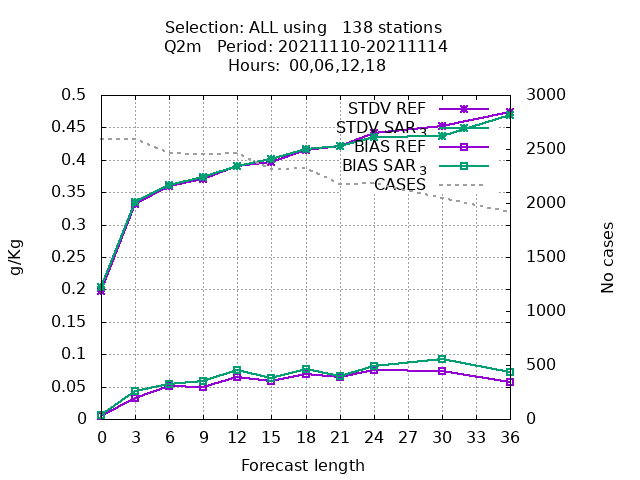 Selection: ALL using   138 stations
Q2m   Period: 20211110-20211114
Hours:  00,06,12,18
0.5
0.45
0.4
0.35
0.3
0.25
0.2
0.15
0.1
0.05
0
3000
2500
2000
1500
1000
500
0
STDV REF
STDV SAR3
BIAS REF
BIAS SAR3
CASES
g/Kg
No cases
0 3 6 9 12 15 18 21 24 27 30 33 36
Forecast length